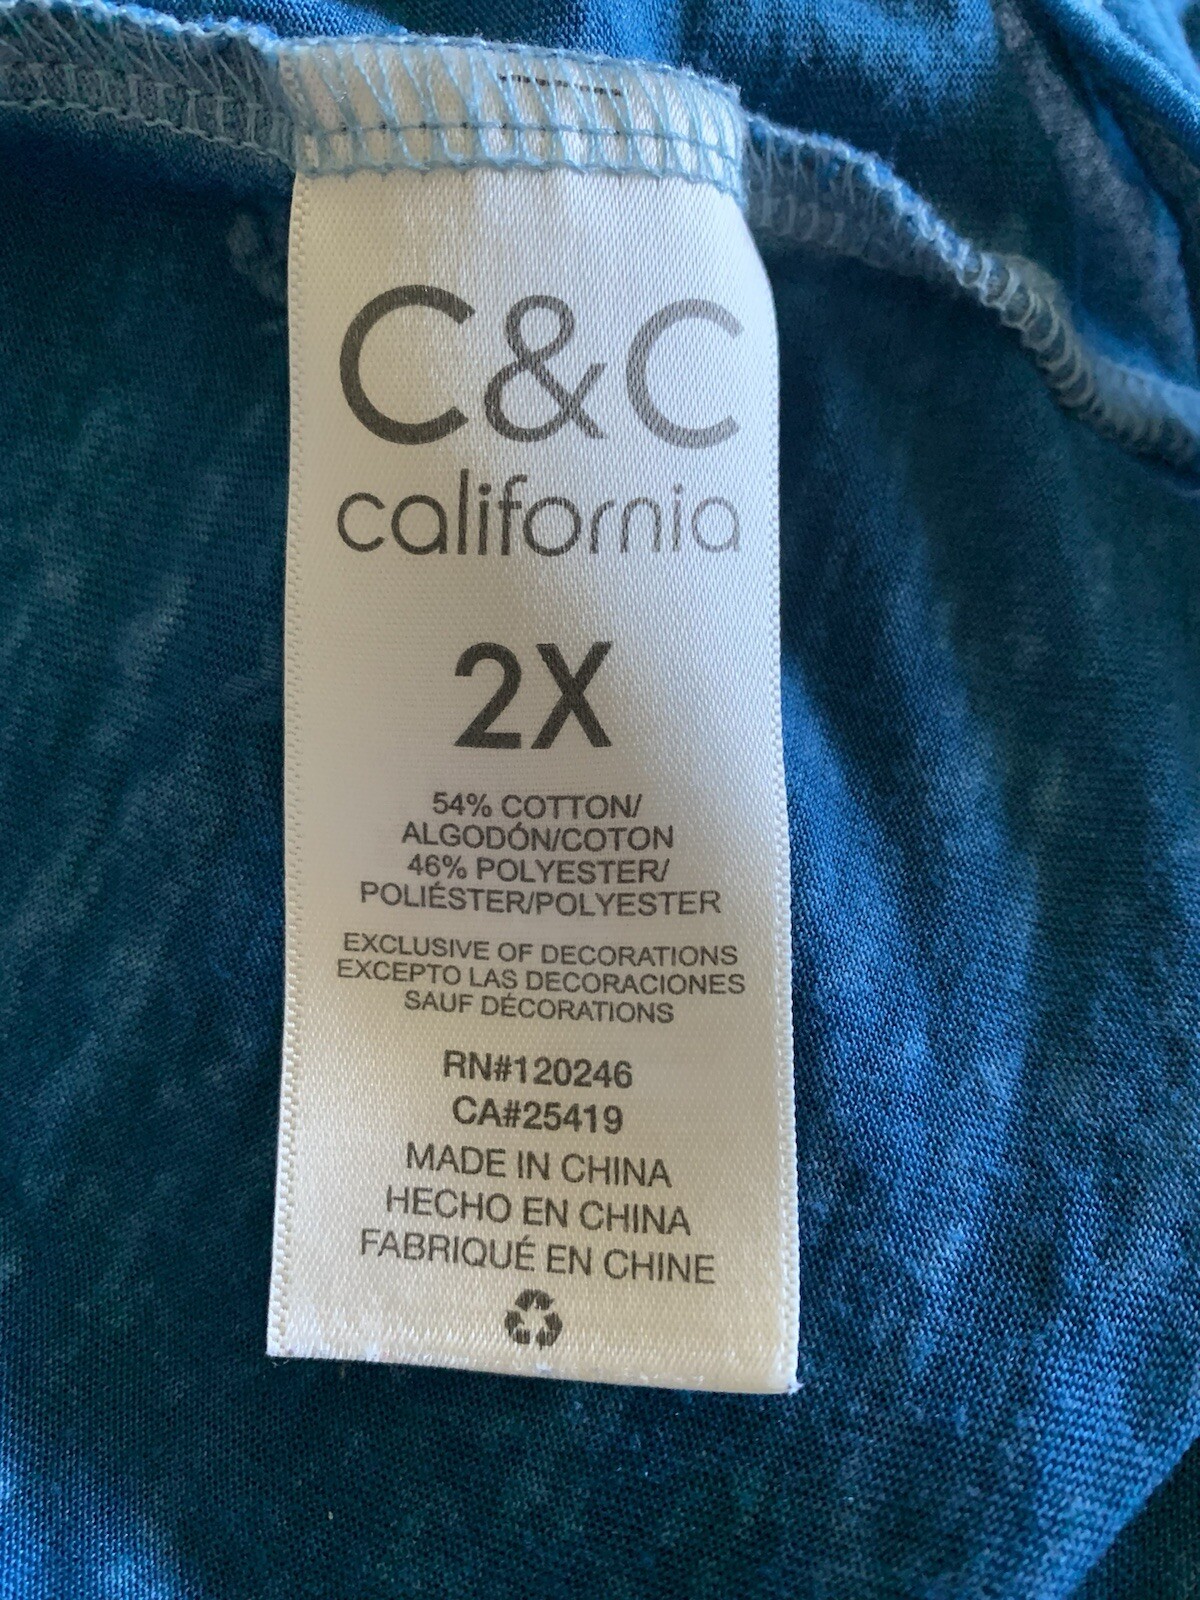 C&C
california
2X
54% COTTON/
ALGODÓN/COTON
46% POLYESTER/
POLIÉSTER/POLYESTER
EXCLUSIVE OF DECORATIONS
EXCEPTO LAS DECORACIONES
SAUF DÉCORATIONS
RN#120246
CA#25419
MADE IN CHINA
HECHO EN CHINA
FABRIQUÉ EN CHINE